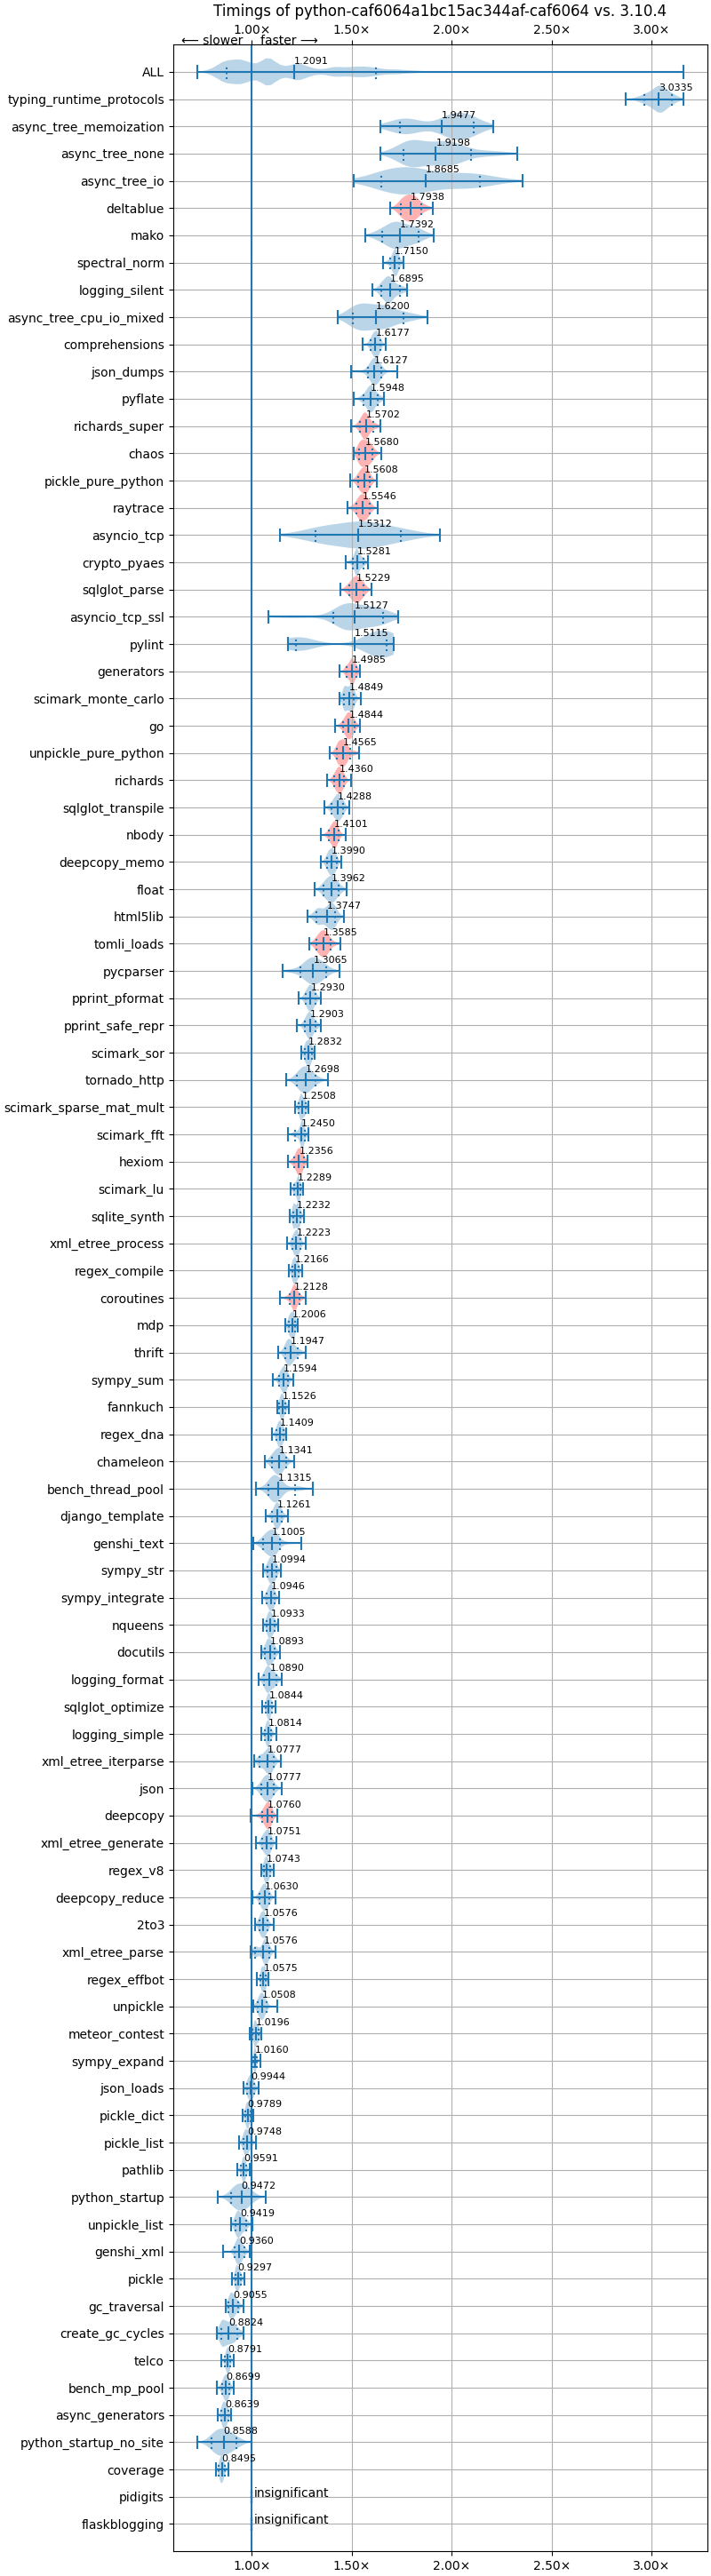 Timings of python-caf6064a1bc15ac344af-caf6064 vs. 3.10.4
1.00× 1.50× 2.00× 2.50× 3.00×
⟵ slower faster ⟶
ALL 1.2091
typing_runtime_protocols 3.0335
async_tree_memoization 1.9477
async_tree_none 1.9198
async_tree_io 1.8685
deltablue 1.7938
mako 1.7392
spectral_norm 1.7150
logging_silent 1.6895
async_tree_cpu_io_mixed 1.6200
comprehensions 1.6177
json_dumps 1.6127
pyflate 1.5948
richards_super 1.5702
chaos 1.5680
pickle_pure_python 1.5608
raytrace 1.5546
asyncio_tcp 1.5312
crypto_pyaes 1.5281
sqlglot_parse 1.5229
asyncio_tcp_ssl 1.5127
pylint 1.5115
generators 1.4985
scimark_monte_carlo 1.4849
go 1.4844
unpickle_pure_python 1.4565
richards 1.4360
sqlglot_transpile 1.4288
nbody 1.4101
deepcopy_memo 1.3990
float 1.3962
html5lib 1.3747
tomli_loads 1.3585
pycparser 1.3065
pprint_pformat 1.2930
pprint_safe_repr 1.2903
scimark_sor 1.2832
tornado_http 1.2698
scimark_sparse_mat_mult 1.2508
scimark_fft 1.2450
hexiom 1.2356
scimark_lu 1.2289
sqlite_synth 1.2232
xml_etree_process 1.2223
regex_compile 1.2166
coroutines 1.2128
mdp 1.2006
thrift 1.1947
sympy_sum 1.1594
fannkuch 1.1526
regex_dna 1.1409
chameleon 1.1341
bench_thread_pool 1.1315
django_template 1.1261
genshi_text 1.1005
sympy_str 1.0994
sympy_integrate 1.0946
nqueens 1.0933
docutils 1.0893
logging_format 1.0890
sqlglot_optimize 1.0844
logging_simple 1.0814
xml_etree_iterparse 1.0777
json 1.0777
deepcopy 1.0760
xml_etree_generate 1.0751
regex_v8 1.0743
deepcopy_reduce 1.0630
2to3 1.0576
xml_etree_parse 1.0576
regex_effbot 1.0575
unpickle 1.0508
meteor_contest 1.0196
sympy_expand 1.0160
json_loads 0.9944
pickle_dict 0.9789
pickle_list 0.9748
pathlib 0.9591
python_startup 0.9472
unpickle_list 0.9419
genshi_xml 0.9360
pickle 0.9297
gc_traversal 0.9055
create_gc_cycles 0.8824
telco 0.8791
bench_mp_pool 0.8699
async_generators 0.8639
python_startup_no_site 0.8588
coverage 0.8495
pidigits insignificant
flaskblogging insignificant
1.00× 1.50× 2.00× 2.50× 3.00×